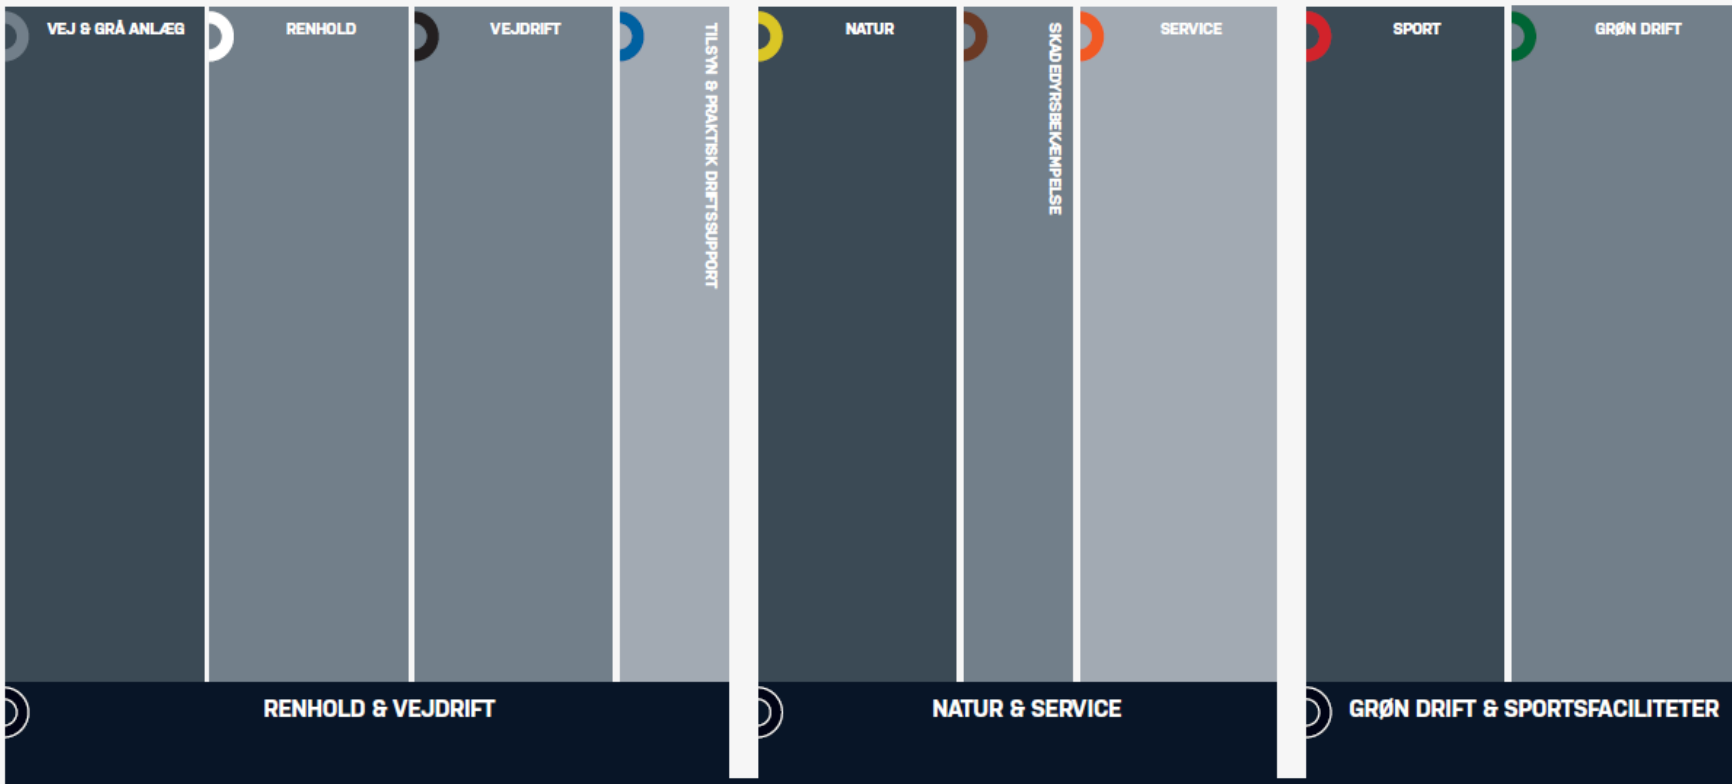 VEJ & GRÅ ANLÆG
RENHOLD
VEJDRIFT
TILSYN & PRAKTISK DRIFTSSUPPORT
NATUR
SKADEDYRSBEKÆMPELSE
SERVICE
SPORT
GRØN DRIFT
RENHOLD & VEJDRIFT
NATUR & SERVICE
GRØN DRIFT & SPORTSFACILITETER